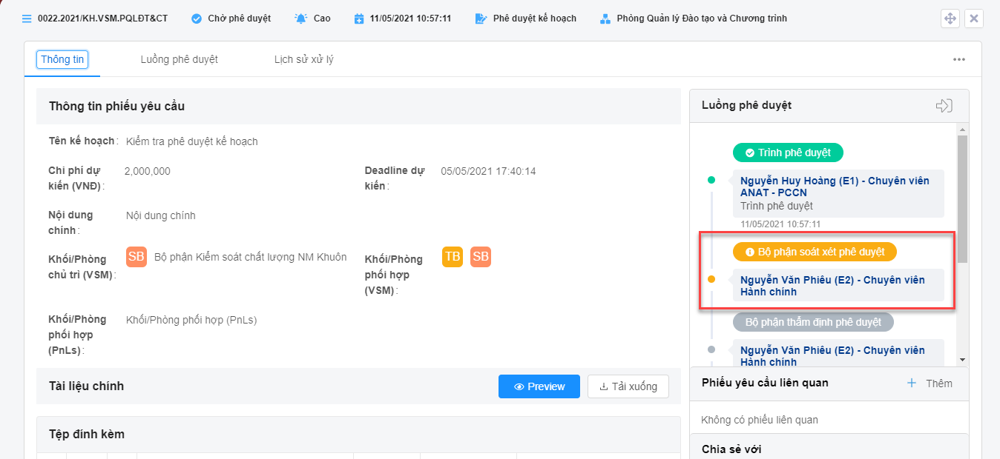 0022.2021/KH.VSM.PQLĐT&CT Chờ phê duyệt Cao 11/05/2021 10:57:11 Phê duyệt kế hoạch Phòng Quản lý Đào tạo và Chương trình
Thông tin Luồng phê duyệt Lịch sử xử lý
Thông tin phiếu yêu cầu
Tên kế hoạch: Kiểm tra phê duyệt kế hoạch
Chi phí dự
kiến (VNĐ): 2,000,000
Deadline dự
kiến: 05/05/2021 17:40:14
Nội dung
chính: Nội dung chính
Khối/Phòng
chủ trì (VSM): SB Bộ phận Kiểm soát chất lượng NM Khuôn
Khối/Phòng
phối hợp
(VSM): TB SB
Khối/Phòng
phối hợp
(PnLs): Khối/Phòng phối hợp (PnLs)
Tài liệu chính Preview Tải xuống
Tệp đính kèm
Luồng phê duyệt
Trình phê duyệt
Nguyễn Huy Hoàng (E1) - Chuyên viên
ANAT - PCCN
Trình phê duyệt
11/05/2021 10:57:11
Bộ phận soát xét phê duyệt
Nguyễn Văn Phiêu (E2) - Chuyên viên
Hành chính
Bộ phận thẩm định phê duyệt
Nguyễn Văn Phiêu (E2) - Chuyên viên
Hành chính
Phiếu yêu cầu liên quan + Thêm
Không có phiếu liên quan
Chia sẻ với